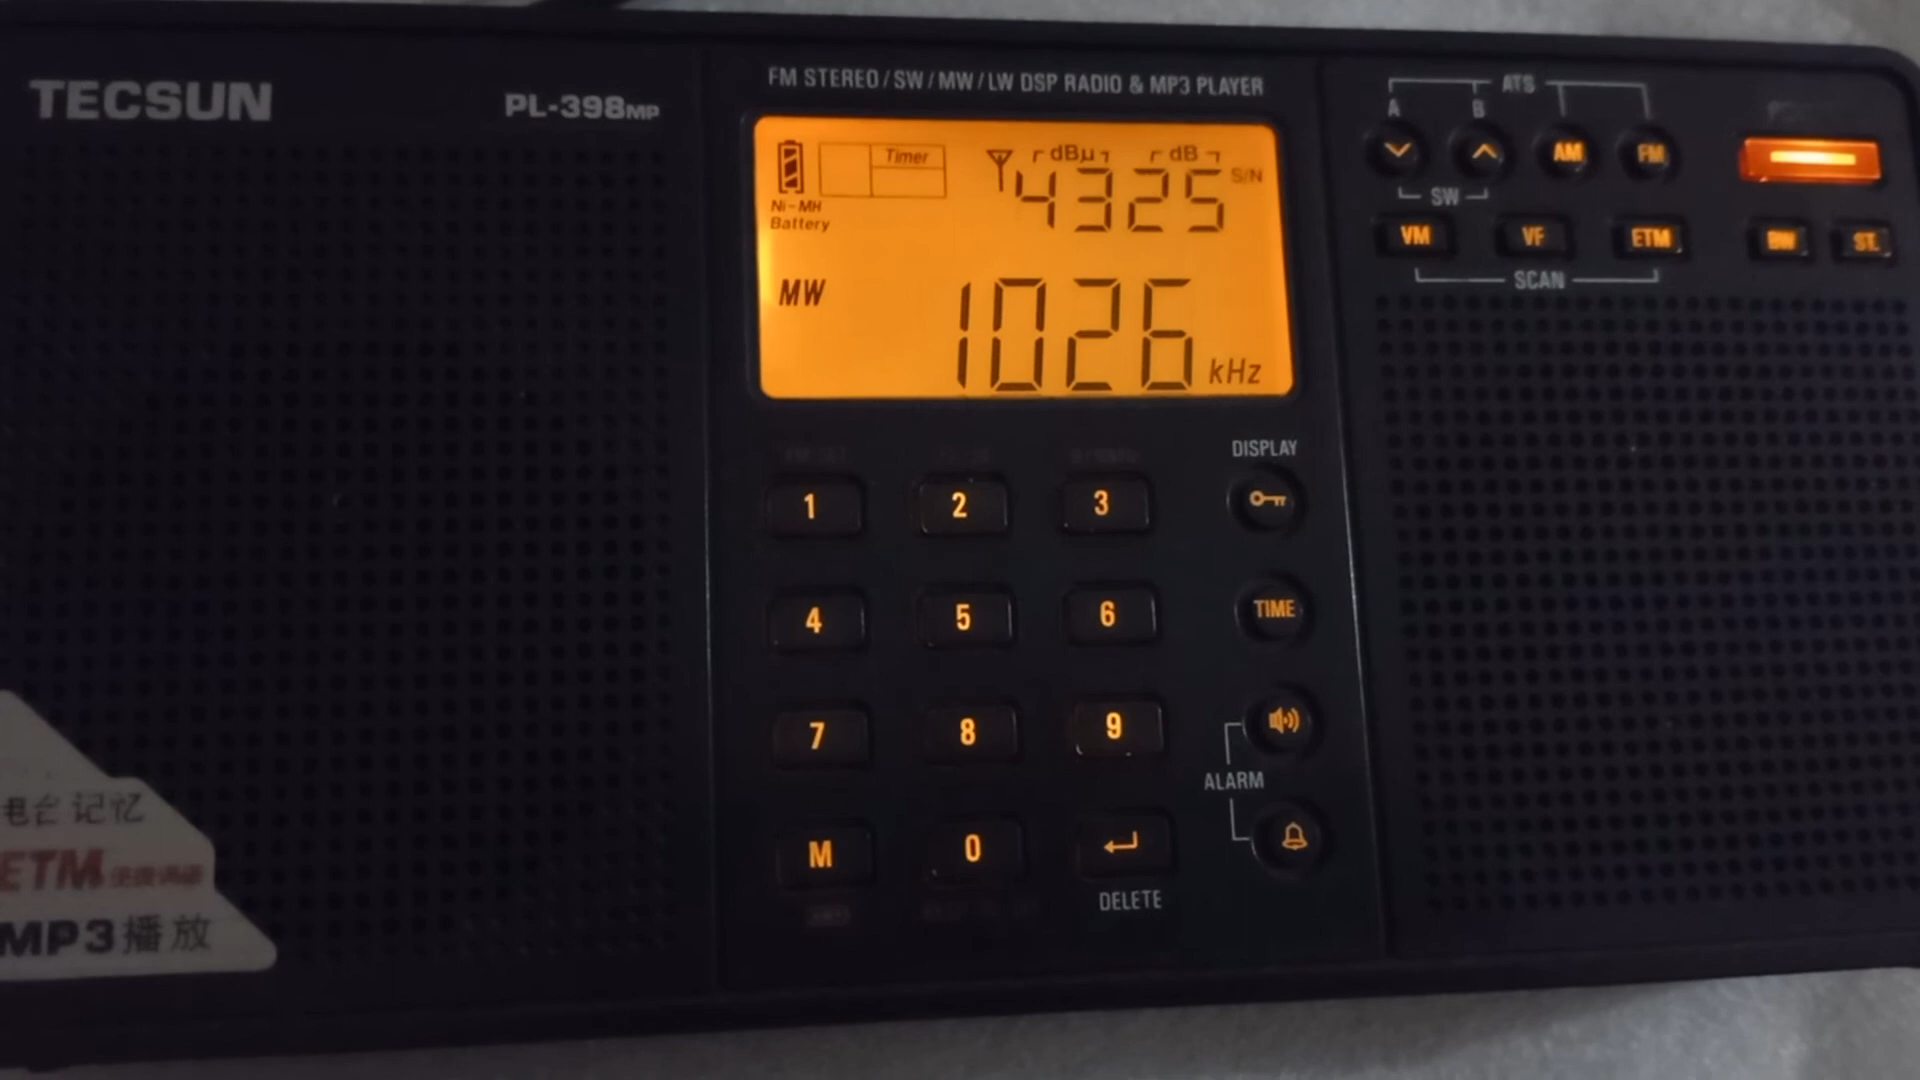 TECSUN
PL-398MP
FM STEREO/SW/MW/LW DSP RADIO & MP3 PLAYER
Timer
dBμ
dB
4325
S/N
Ni-MH
Battery
MW
1026 kHz
ATS
A B
AM FM
SW
VM VF ETM
BW ST.
SCAN
DISPLAY
1 2 3
4 5 6
TIME
7 8 9
ALARM
M 0
DELETE
电台记忆
ETM
MP3播放